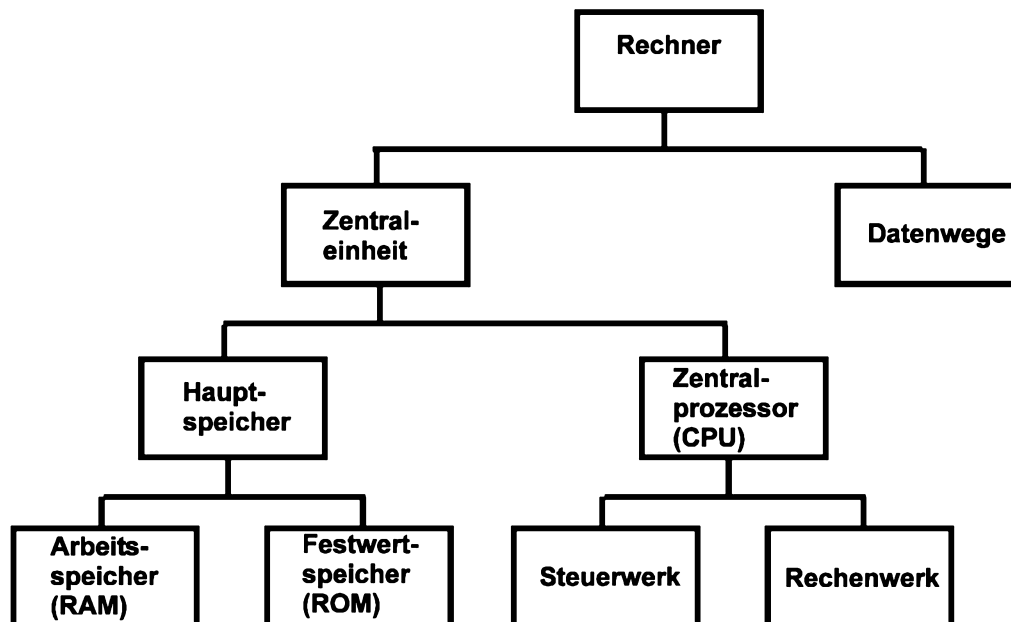 Rechner
Zentral-
einheit
Datenwege
Haupt-
speicher
Zentral-
prozessor
(CPU)
Arbeits-
speicher
(RAM)
Festwert-
speicher
(ROM)
Steuerwerk
Rechenwerk